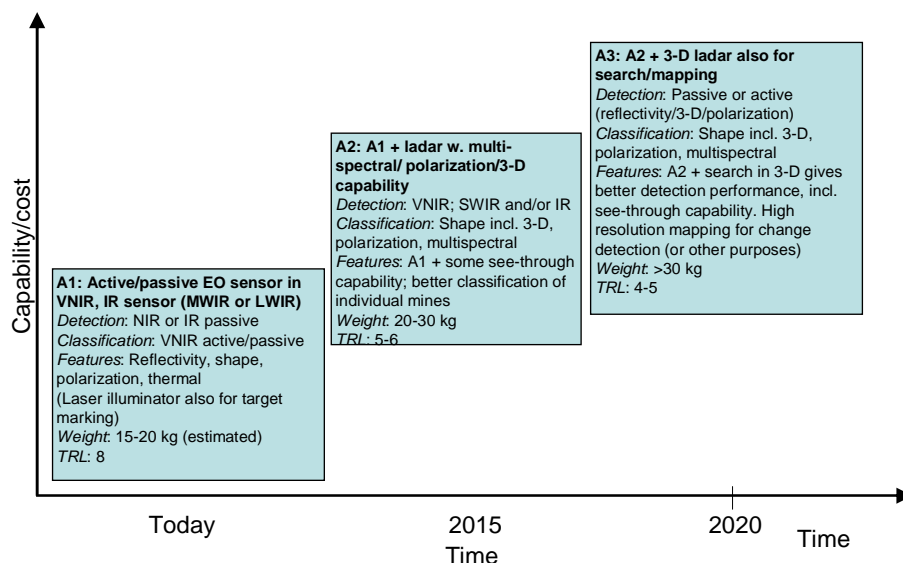 Capability/cost
A1: Active/passive EO sensor in
VNIR, IR sensor (MWIR or LWIR)
Detection: NIR or IR passive
Classification: VNIR active/passive
Features: Reflectivity, shape,
polarization, thermal
(Laser illuminator also for target
marking)
Weight: 15-20 kg (estimated)
TRL: 8
A2: A1 + ladar w. multi-
spectral/ polarization/3-D
capability
Detection: VNIR; SWIR and/or IR
Classification: Shape incl. 3-D,
polarization, multispectral
Features: A1 + some see-through
capability; better classification of
individual mines
Weight: 20-30 kg
TRL: 5-6
A3: A2 + 3-D ladar also for
search/mapping
Detection: Passive or active
(reflectivity/3-D/polarization)
Classification: Shape incl. 3-D,
polarization, multispectral
Features: A2 + search in 3-D gives
better detection performance, incl.
see-through capability. High
resolution mapping for change
detection (or other purposes)
Weight: >30 kg
TRL: 4-5
Today
2015
2020
Time
Time